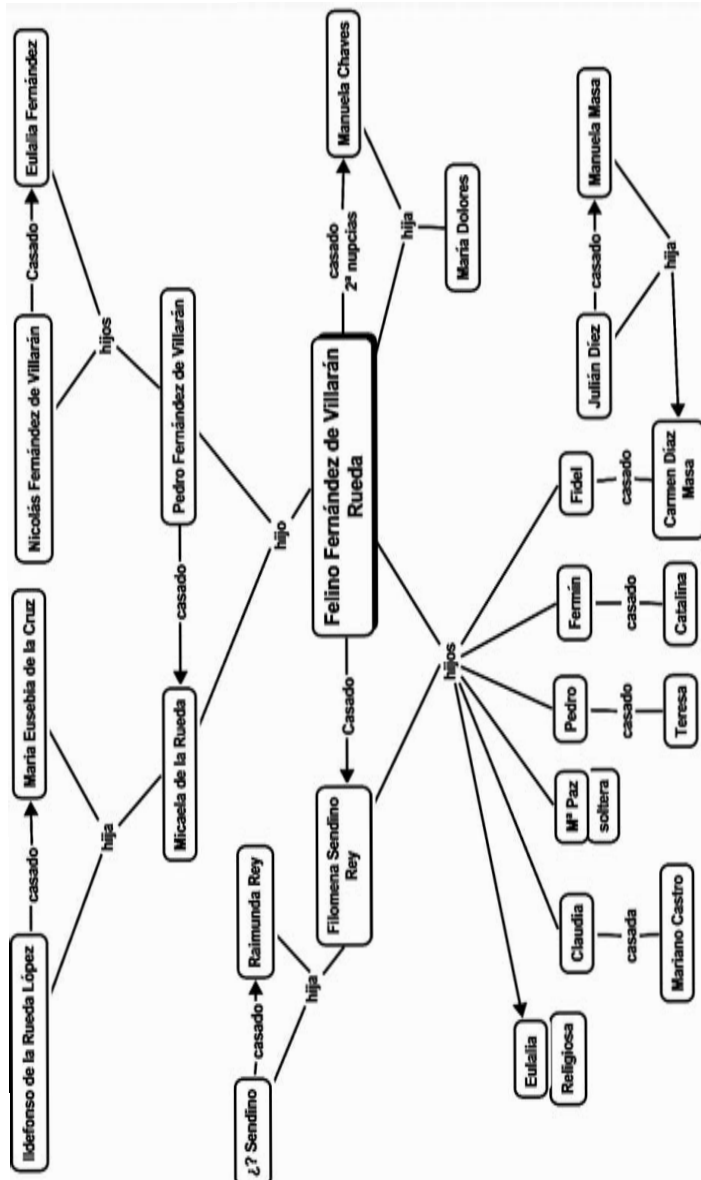 Ildefonso de la Rueda López
casado
Maria Eusebia de la Cruz
Nicolás Fernández de Villarán
Casado
Eulalia Fernández
hija
hijos
Micaela de la Rueda
casado
Pedro Fernández de Villarán
¿? Sendino
casado
Raimunda Rey
hijo
hija
Filomena Sendino
Rey
Casado
Felino Fernández de Villarán
Rueda
casado
2ª nupcias
Manuela Chaves
hija
María Dolores
hijos
Eulalia
Religiosa
Claudia
casada
Mariano Castro
Mª Paz
soltera
Pedro
casado
Teresa
Fermín
casado
Catalina
Fidel
casado
Carmen Díaz
Masa
Julián Díez
casado
Manuela Masa
hija